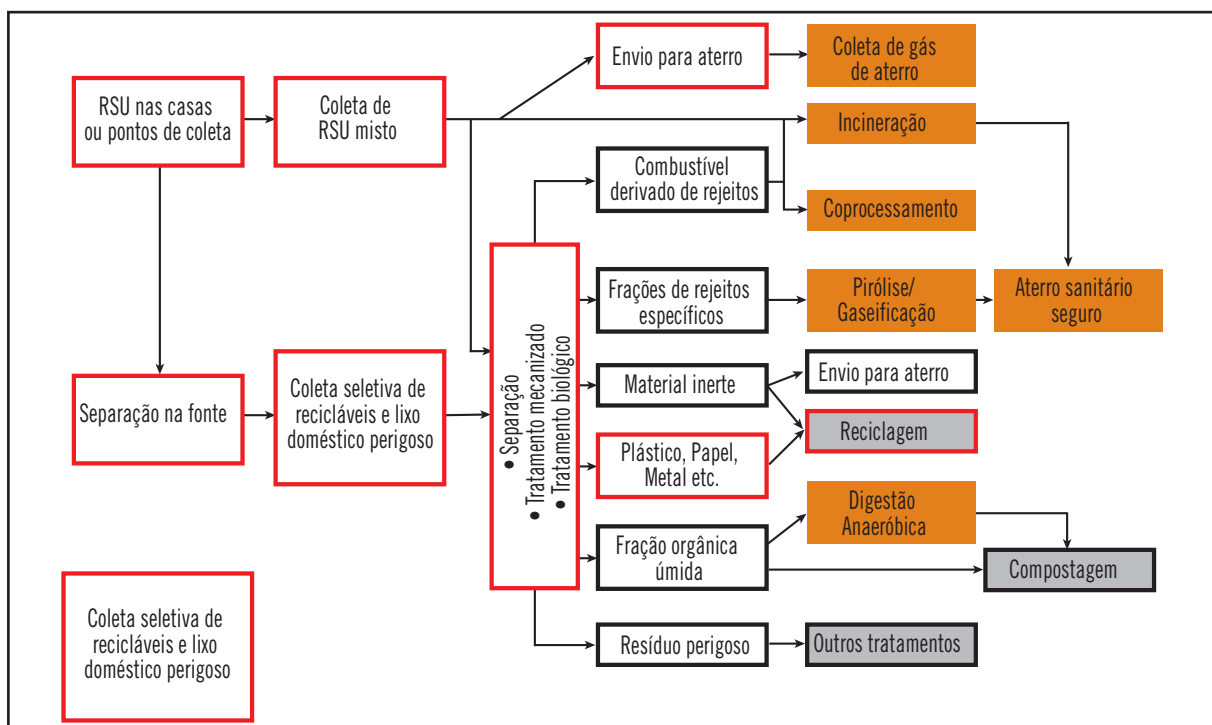 RSU nas casas
ou pontos de coleta
Coleta de
RSU misto
Envio para aterro
Coleta de gás
de aterro
Incineração
Combustível
derivado de rejeitos
Coprocessamento
Frações de rejeitos
específicos
Pirólise/
Gaseificação
Aterro sanitário
seguro
Separação na fonte
Coleta seletiva de
recicláveis e lixo
doméstico perigoso
• Separação
• Tratamento mecanizado
• Tratamento biológico
Material inerte
Envio para aterro
Reciclagem
Plástico, Papel,
Metal etc.
Digestão
Anaeróbica
Fração orgânica
úmida
Compostagem
Resíduo perigoso
Outros tratamentos
Coleta seletiva de
recicláveis e lixo
doméstico perigoso